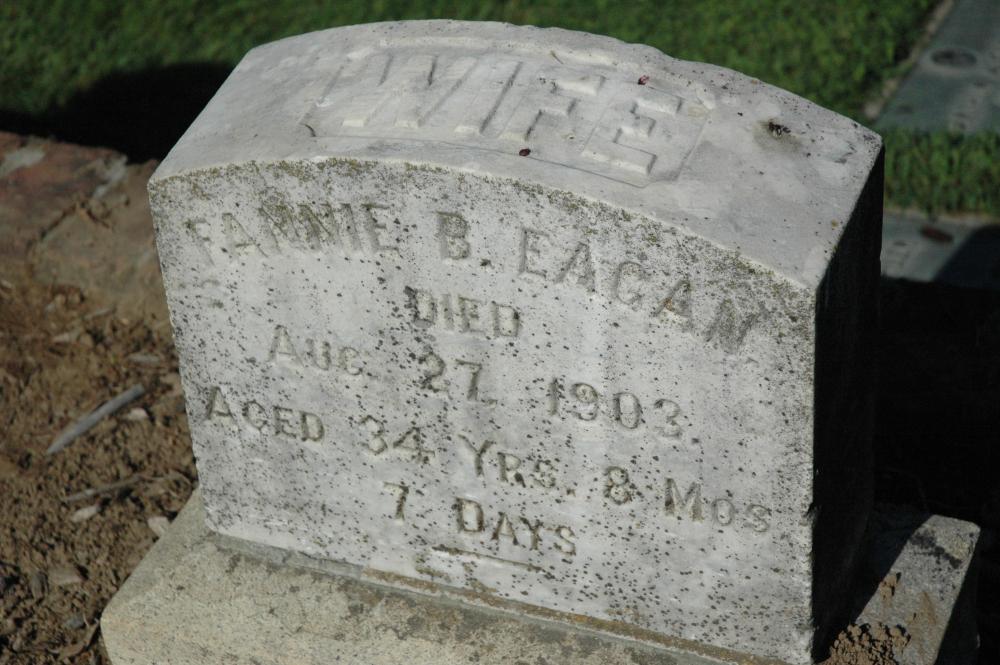 WIFE
FANNIE B. EAGAN.
DIED
AUG. 27, 1903.
AGED 34 YRS. 8 MOS
7 DAYS